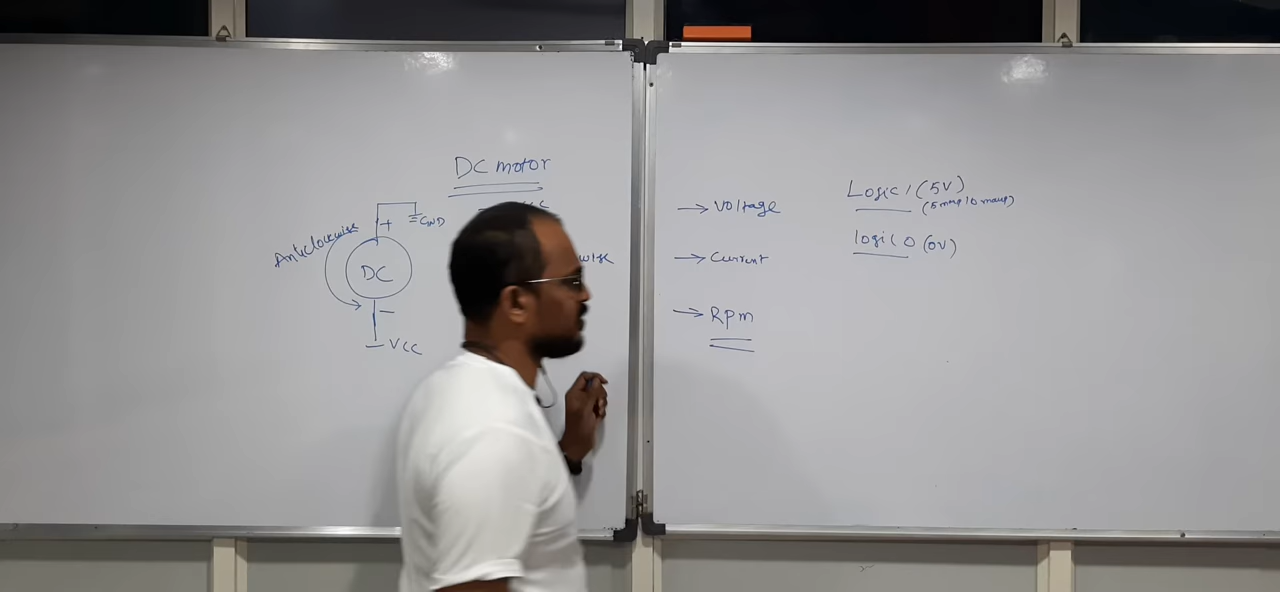 DC motor
GND
+
Anticlockwise
DC
-
VCC
→ Voltage
→ Current
→ Rpm
Logic 1 (5V)
logic 0 (0V)